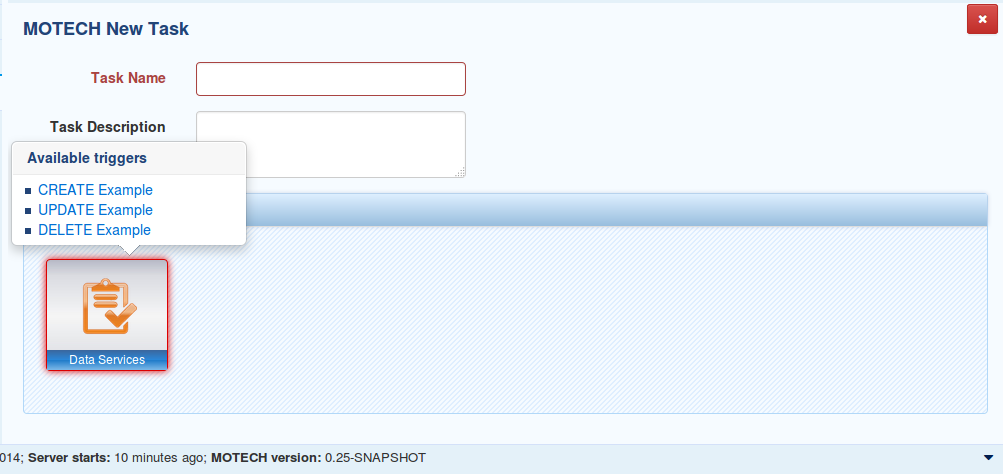 MOTECH New Task
Task Name
Task Description
Available triggers
CREATE Example
UPDATE Example
DELETE Example
Data Services
014; Server starts: 10 minutes ago; MOTECH version: 0.25-SNAPSHOT